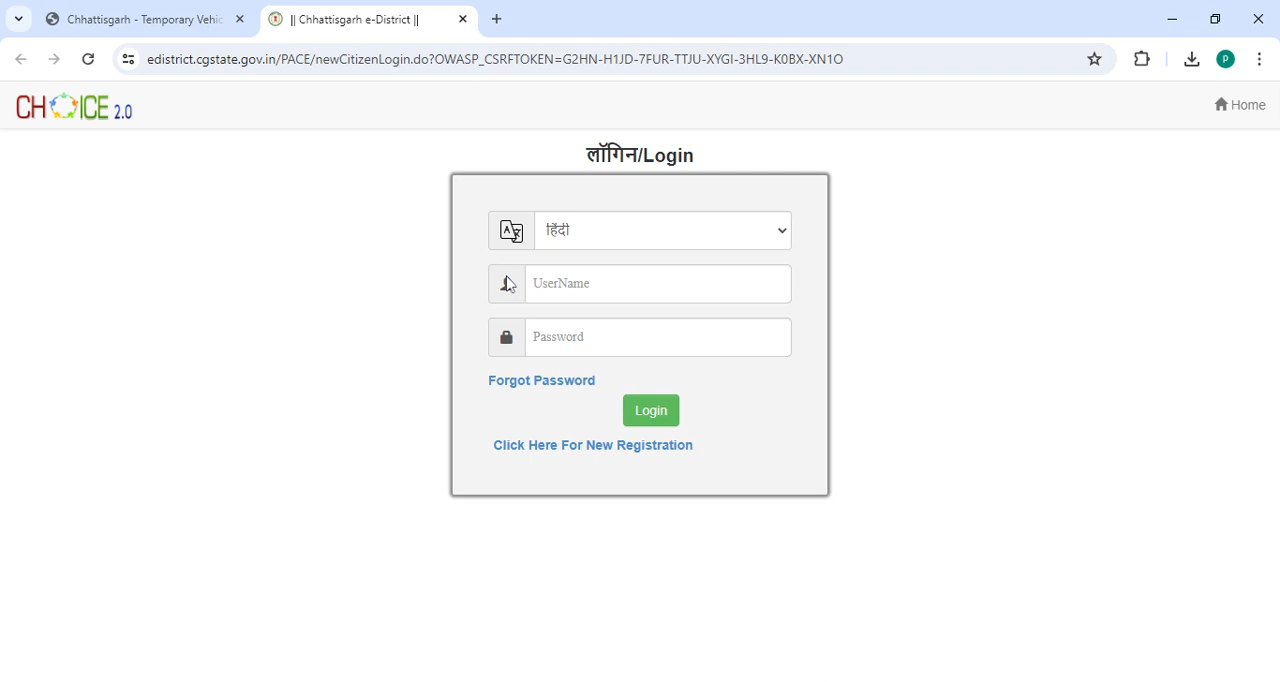 Chhattisgarh - Temporary Vehic
|| Chhattisgarh e-District ||
edistrict.cgstate.gov.in/PACE/newCitizenLogin.do?OWASP_CSRFTOKEN=G2HN-H1JD-7FUR-TTJU-XYGI-3HL9-K0BX-XN1O
P
CHOICE 2.0
Home
लॉगिन/Login
हिंदी
UserName
Password
Forgot Password
Login
Click Here For New Registration